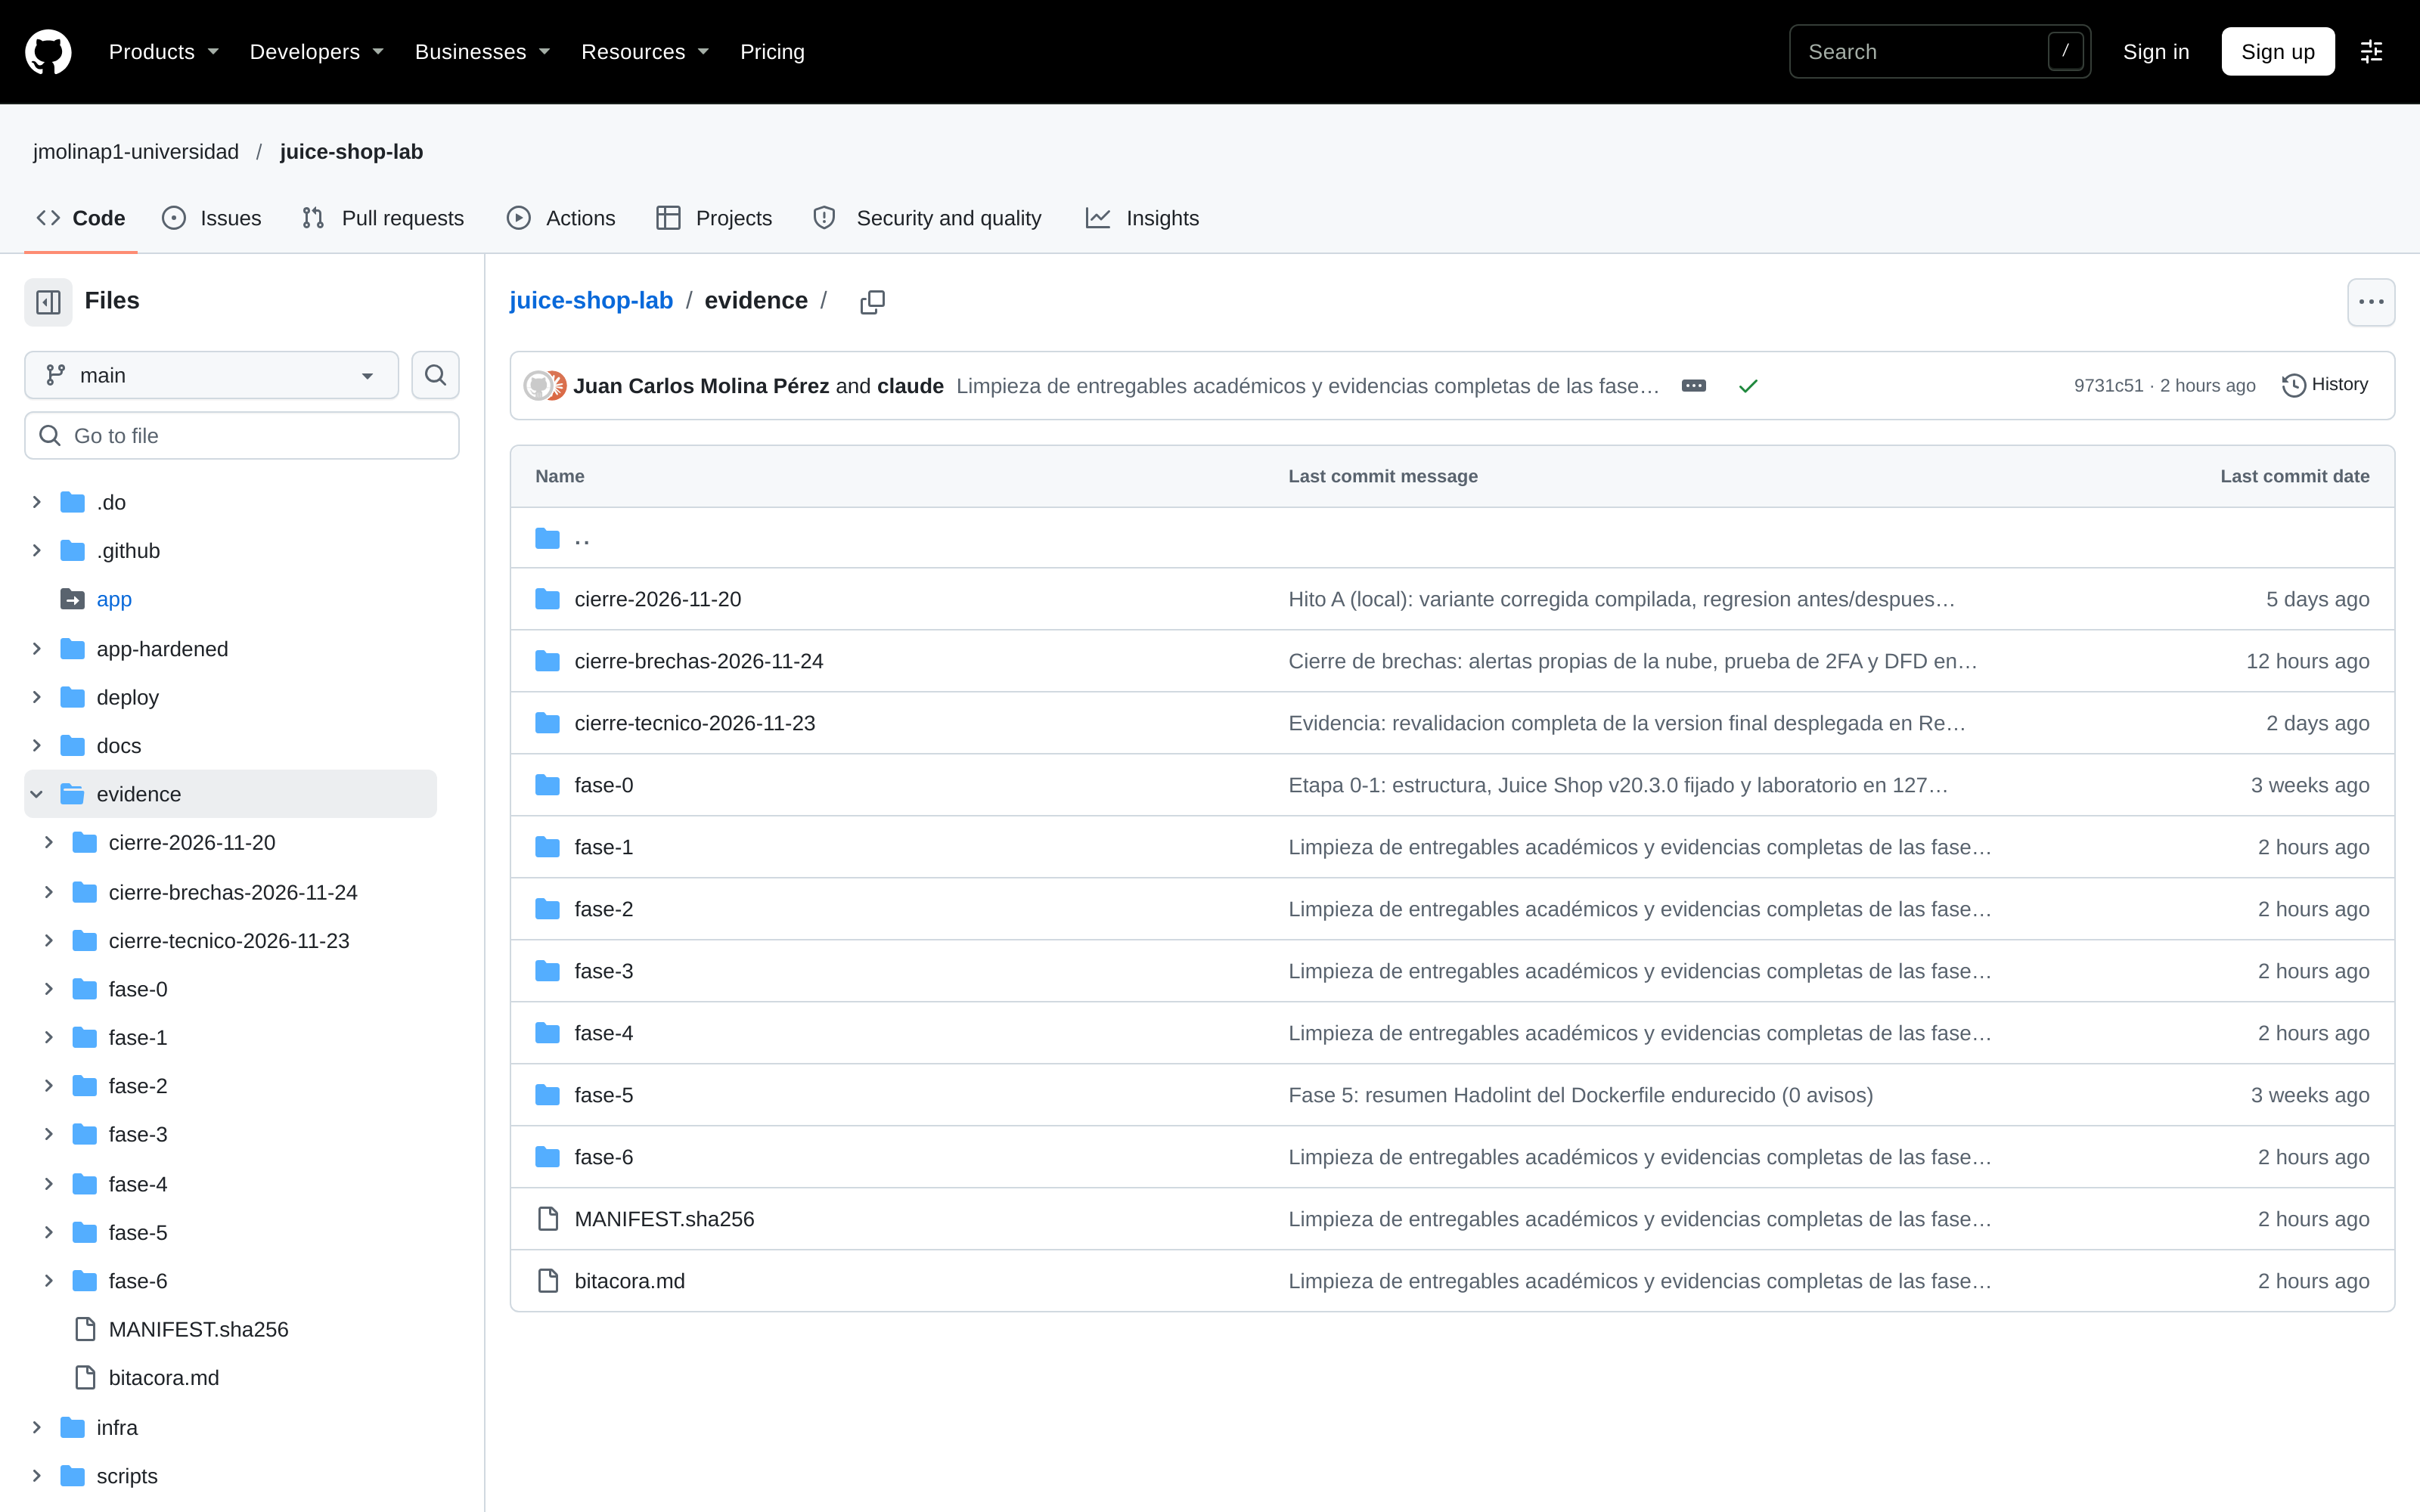 Products Developers Businesses Resources Pricing Search / Sign in Sign up
jmolinap1-universidad / juice-shop-lab
Code Issues Pull requests Actions Projects Security and quality Insights
Files
main
Go to file
.do
.github
app
app-hardened
deploy
docs
evidence
cierre-2026-11-20
cierre-brechas-2026-11-24
cierre-tecnico-2026-11-23
fase-0
fase-1
fase-2
fase-3
fase-4
fase-5
fase-6
MANIFEST.sha256
bitacora.md
infra
scripts
juice-shop-lab / evidence /
Juan Carlos Molina Pérez and claude Limpieza de entregables académicos y evidencias completas de las fase… 9731c51 · 2 hours ago History
Name Last commit message Last commit date
..
cierre-2026-11-20 Hito A (local): variante corregida compilada, regresion antes/despues… 5 days ago
cierre-brechas-2026-11-24 Cierre de brechas: alertas propias de la nube, prueba de 2FA y DFD en… 12 hours ago
cierre-tecnico-2026-11-23 Evidencia: revalidacion completa de la version final desplegada en Re… 2 days ago
fase-0 Etapa 0-1: estructura, Juice Shop v20.3.0 fijado y laboratorio en 127… 3 weeks ago
fase-1 Limpieza de entregables académicos y evidencias completas de las fase… 2 hours ago
fase-2 Limpieza de entregables académicos y evidencias completas de las fase… 2 hours ago
fase-3 Limpieza de entregables académicos y evidencias completas de las fase… 2 hours ago
fase-4 Limpieza de entregables académicos y evidencias completas de las fase… 2 hours ago
fase-5 Fase 5: resumen Hadolint del Dockerfile endurecido (0 avisos) 3 weeks ago
fase-6 Limpieza de entregables académicos y evidencias completas de las fase… 2 hours ago
MANIFEST.sha256 Limpieza de entregables académicos y evidencias completas de las fase… 2 hours ago
bitacora.md Limpieza de entregables académicos y evidencias completas de las fase… 2 hours ago